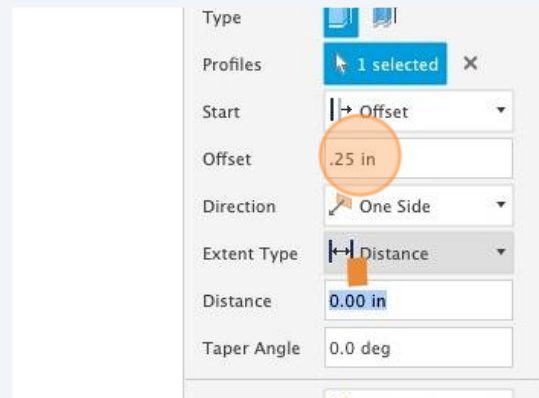 Type
Profiles 1 selected
Start Offset
Offset .25 in
Direction One Side
Extent Type Distance
Distance 0.00 in
Taper Angle 0.0 deg